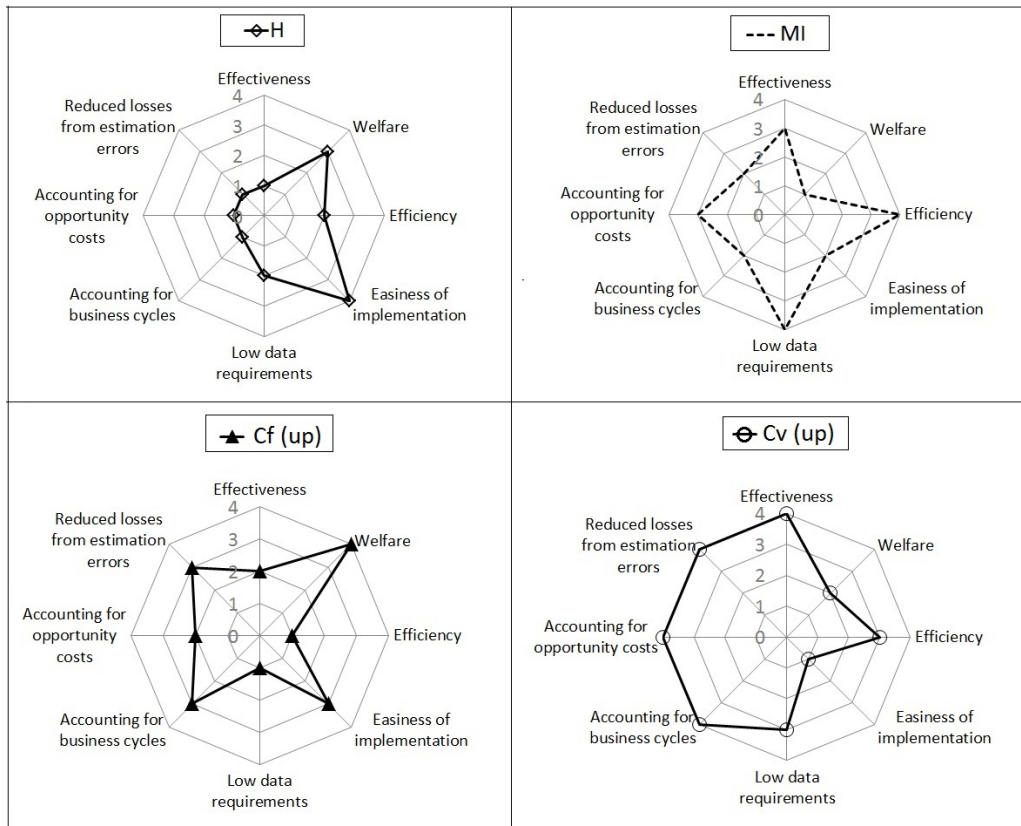 H
Effectiveness
4
3
2
1
0
Welfare
Efficiency
Easiness of
implementation
Low data
requirements
Accounting for
business cycles
Accounting for
opportunity
costs
Reduced losses
from estimation
errors
MI
Effectiveness
4
3
2
1
0
Welfare
Efficiency
Easiness of
implementation
Low data
requirements
Accounting for
business cycles
Accounting for
opportunity
costs
Reduced losses
from estimation
errors
Cf (up)
Effectiveness
4
3
2
1
0
Welfare
Efficiency
Easiness of
implementation
Low data
requirements
Accounting for
business cycles
Accounting for
opportunity
costs
Reduced losses
from estimation
errors
Cv (up)
Effectiveness
4
3
2
1
0
Welfare
Efficiency
Easiness of
implementation
Low data
requirements
Accounting for
business cycles
Accounting for
opportunity costs
Reduced losses
from estimation
errors